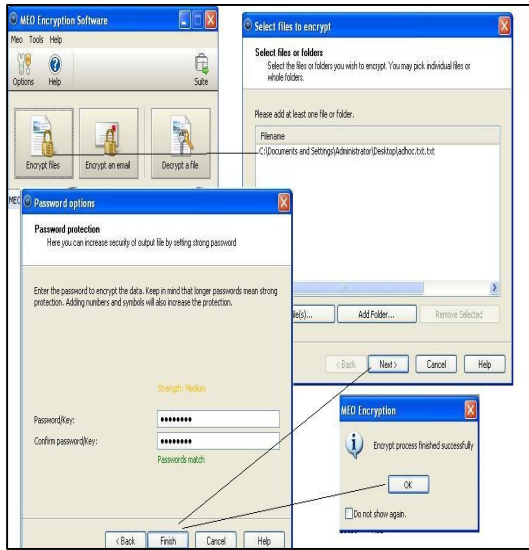 MEO Encryption Software
Meo Tools Help
Options Help Suite
Encrypt files Encrypt an email Decrypt a file
Select files to encrypt
Select files or folders
Select the files or folders you wish to encrypt. You may pick individual files or
whole folders.
Please add at least one file or folder.
Filename
C:\Documents and Settings\Administrator\Desktop\adhoc.txt.txt
ile(s)... Add Folder... Remove Selected
< Back Next > Cancel Help
MEO
Password options
Password protection
Here you can increase security of output file by setting strong password
Enter the password to encrypt the data. Keep in mind that longer passwords mean strong
protection. Adding numbers and symbols will also increase the protection.
Strength: Medium
Password/Key: ••••••••
Confirm password/Key: ••••••••
Passwords match
< Back Finish Cancel Help
MEO Encryption
Encrypt process finished successfully
OK
Do not show again.